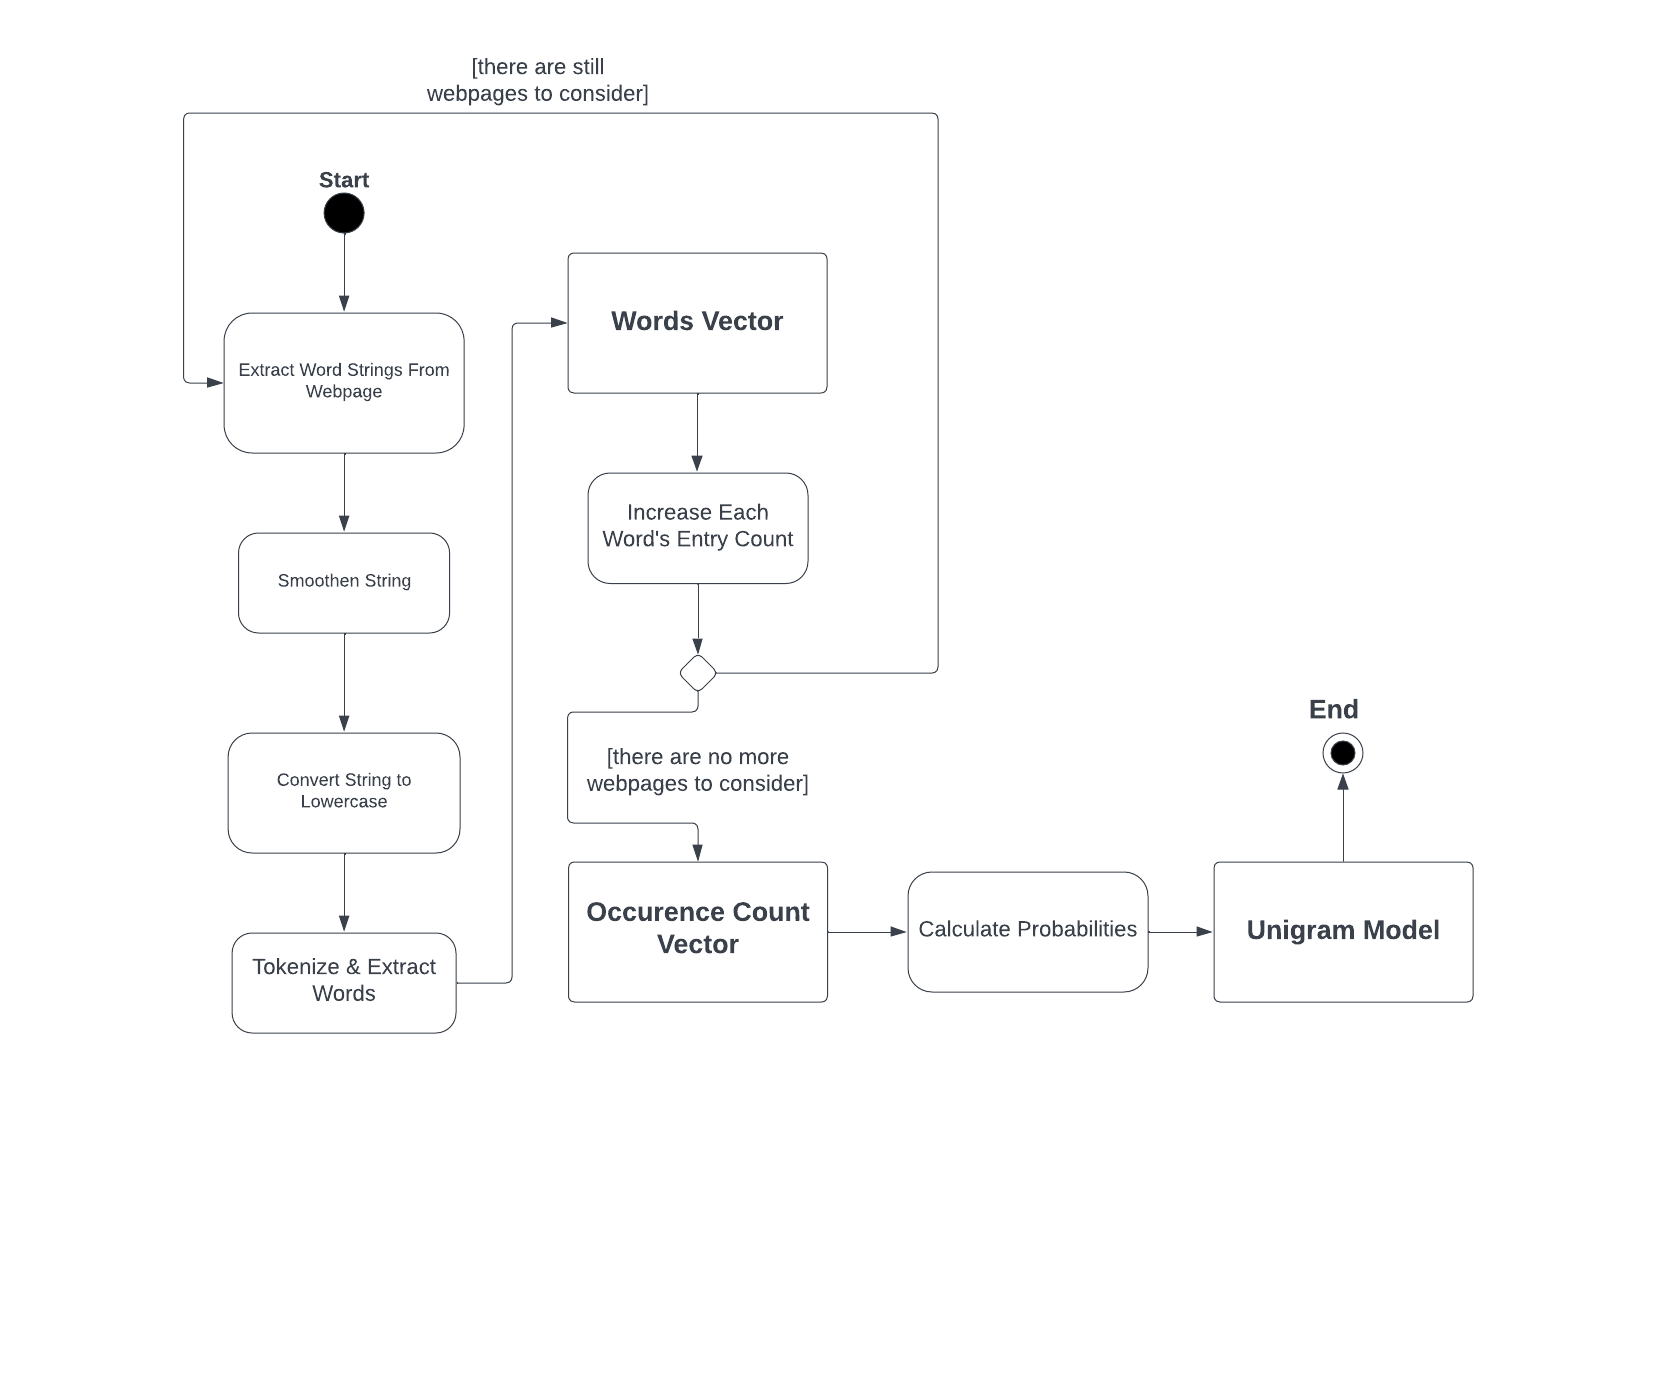 [there are still
webpages to consider]
Start
Extract Word Strings From
Webpage
Smoothen String
Convert String to
Lowercase
Tokenize & Extract
Words
Words Vector
Increase Each
Word's Entry Count
[there are no more
webpages to consider]
Occurence Count
Vector
Calculate Probabilities
Unigram Model
End